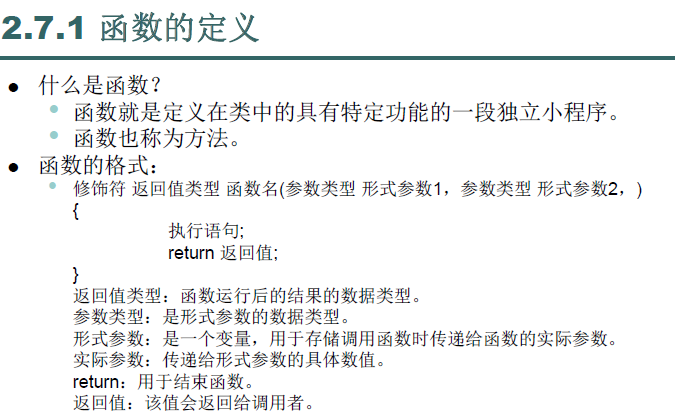 2.7.1 函数的定义
什么是函数？
函数就是定义在类中的具有特定功能的一段独立小程序。
函数也称为方法。
函数的格式：
修饰符 返回值类型 函数名(参数类型 形式参数1，参数类型 形式参数2，)
{
执行语句;
return 返回值;
}
返回值类型：函数运行后的结果的数据类型。
参数类型：是形式参数的数据类型。
形式参数：是一个变量，用于存储调用函数时传递给函数的实际参数。
实际参数：传递给形式参数的具体数值。
return：用于结束函数。
返回值：该值会返回给调用者。